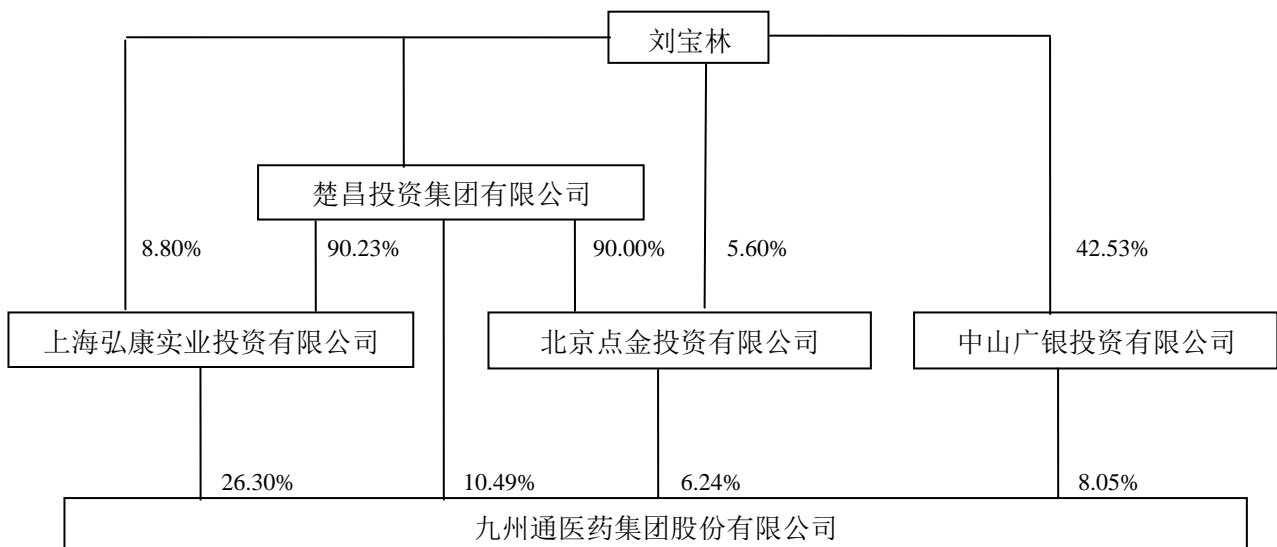 刘宝林
楚昌投资集团有限公司
8.80%
90.23%
90.00%
5.60%
42.53%
上海弘康实业投资有限公司
北京点金投资有限公司
中山广银投资有限公司
26.30%
10.49%
6.24%
8.05%
九州通医药集团股份有限公司